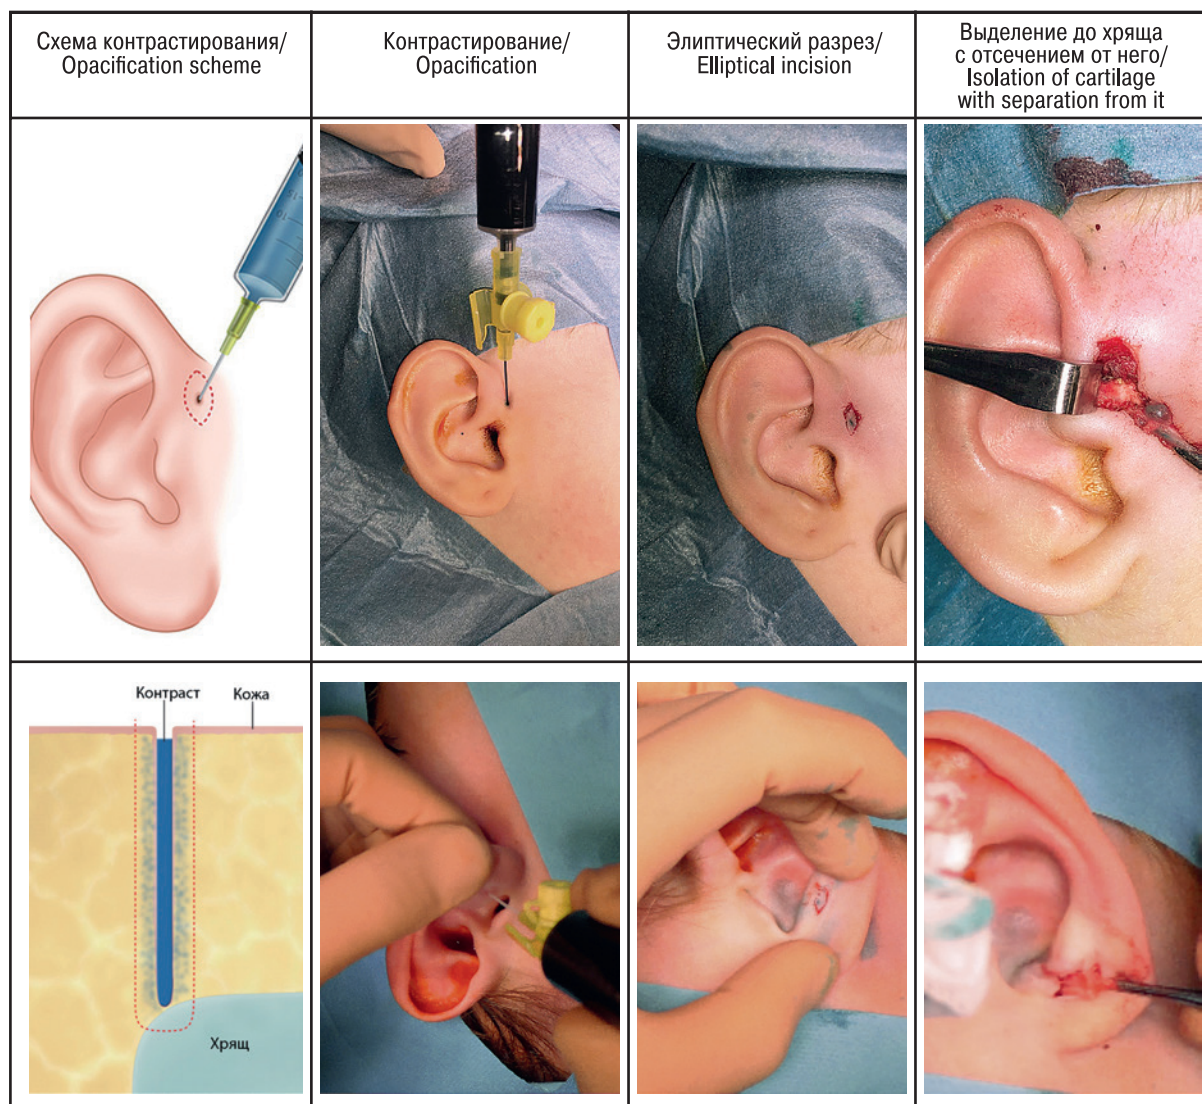 Схема контрастирования/
Opacification scheme
Контрастирование/
Opacification
Элиптический разрез/
Elliptical incision
Выделение до хряща
с отсечением от него/
Isolation of cartilage
with separation from it
Контраст
Кожа
Хрящ